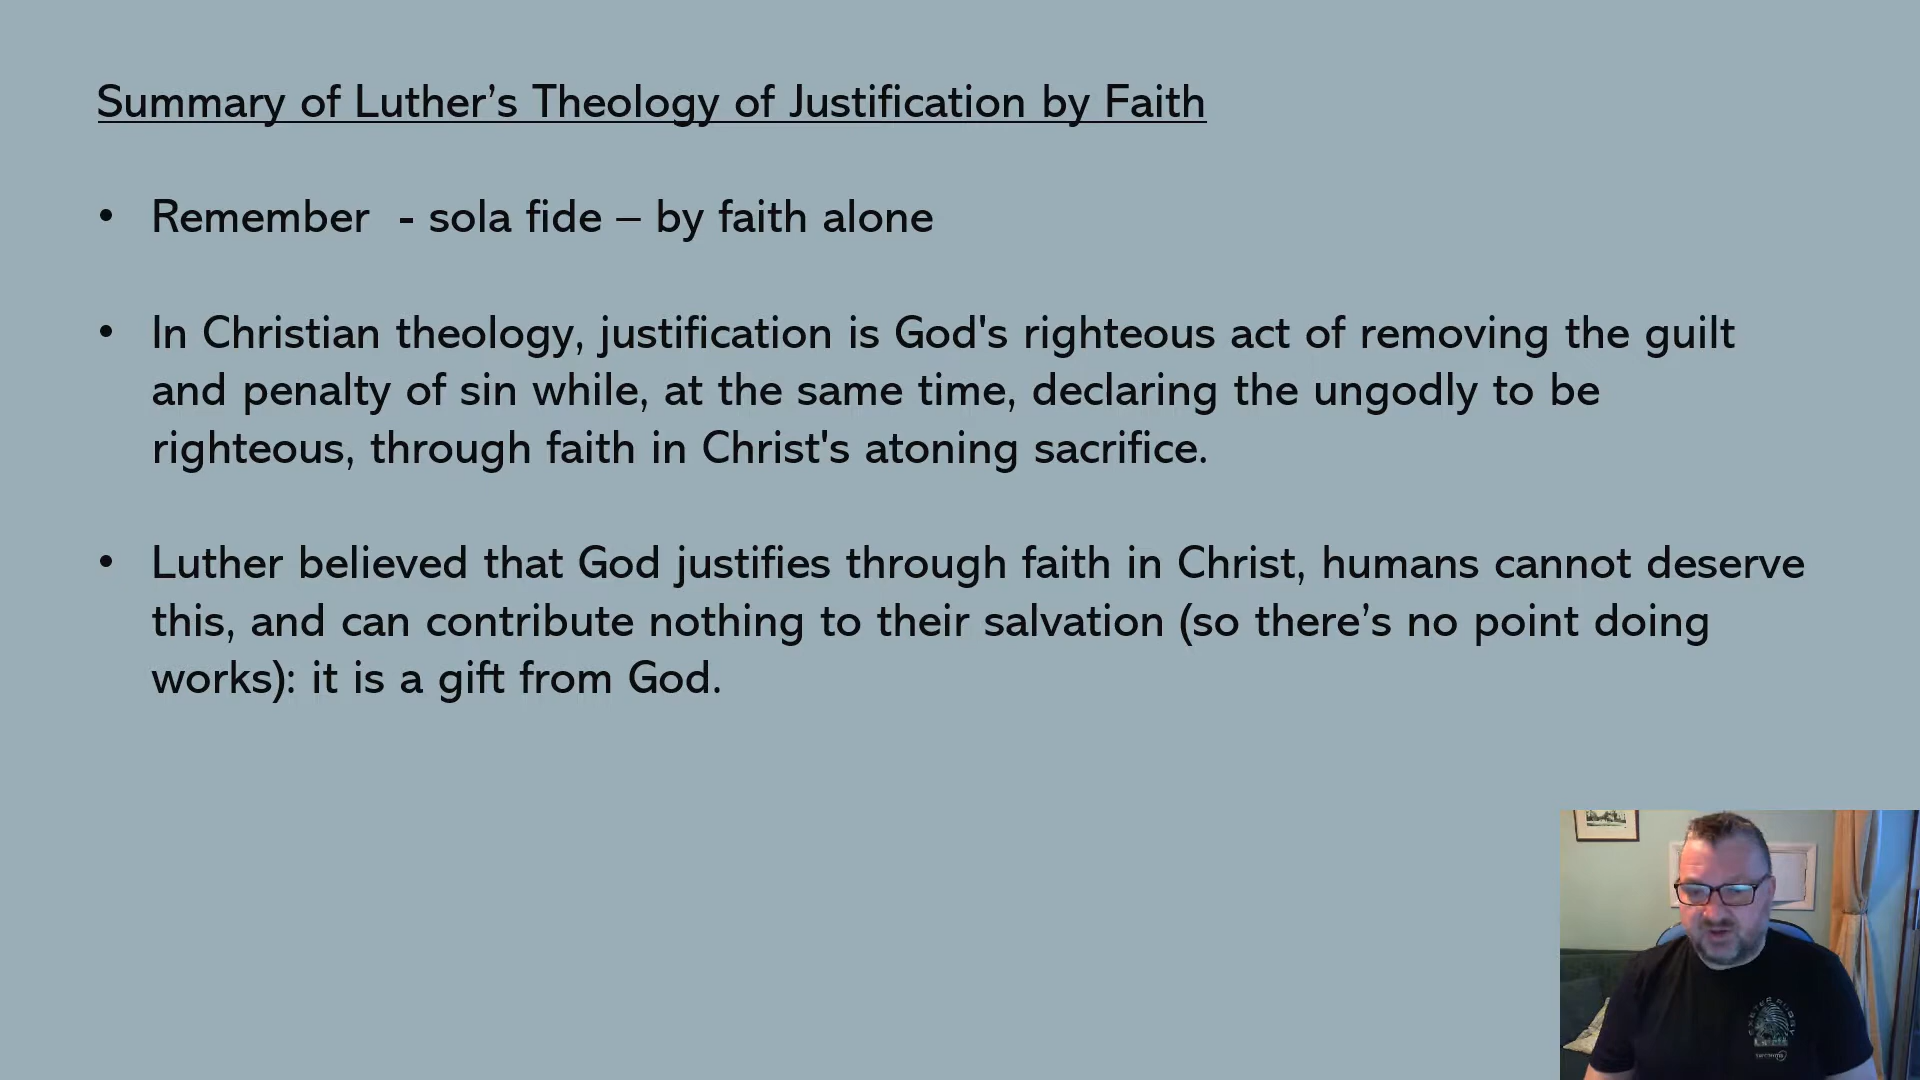 Summary of Luther’s Theology of Justification by Faith
• Remember - sola fide – by faith alone
• In Christian theology, justification is God's righteous act of removing the guilt
and penalty of sin while, at the same time, declaring the ungodly to be
righteous, through faith in Christ's atoning sacrifice.
• Luther believed that God justifies through faith in Christ, humans cannot deserve
this, and can contribute nothing to their salvation (so there’s no point doing
works): it is a gift from God.
EXETER RUGBY